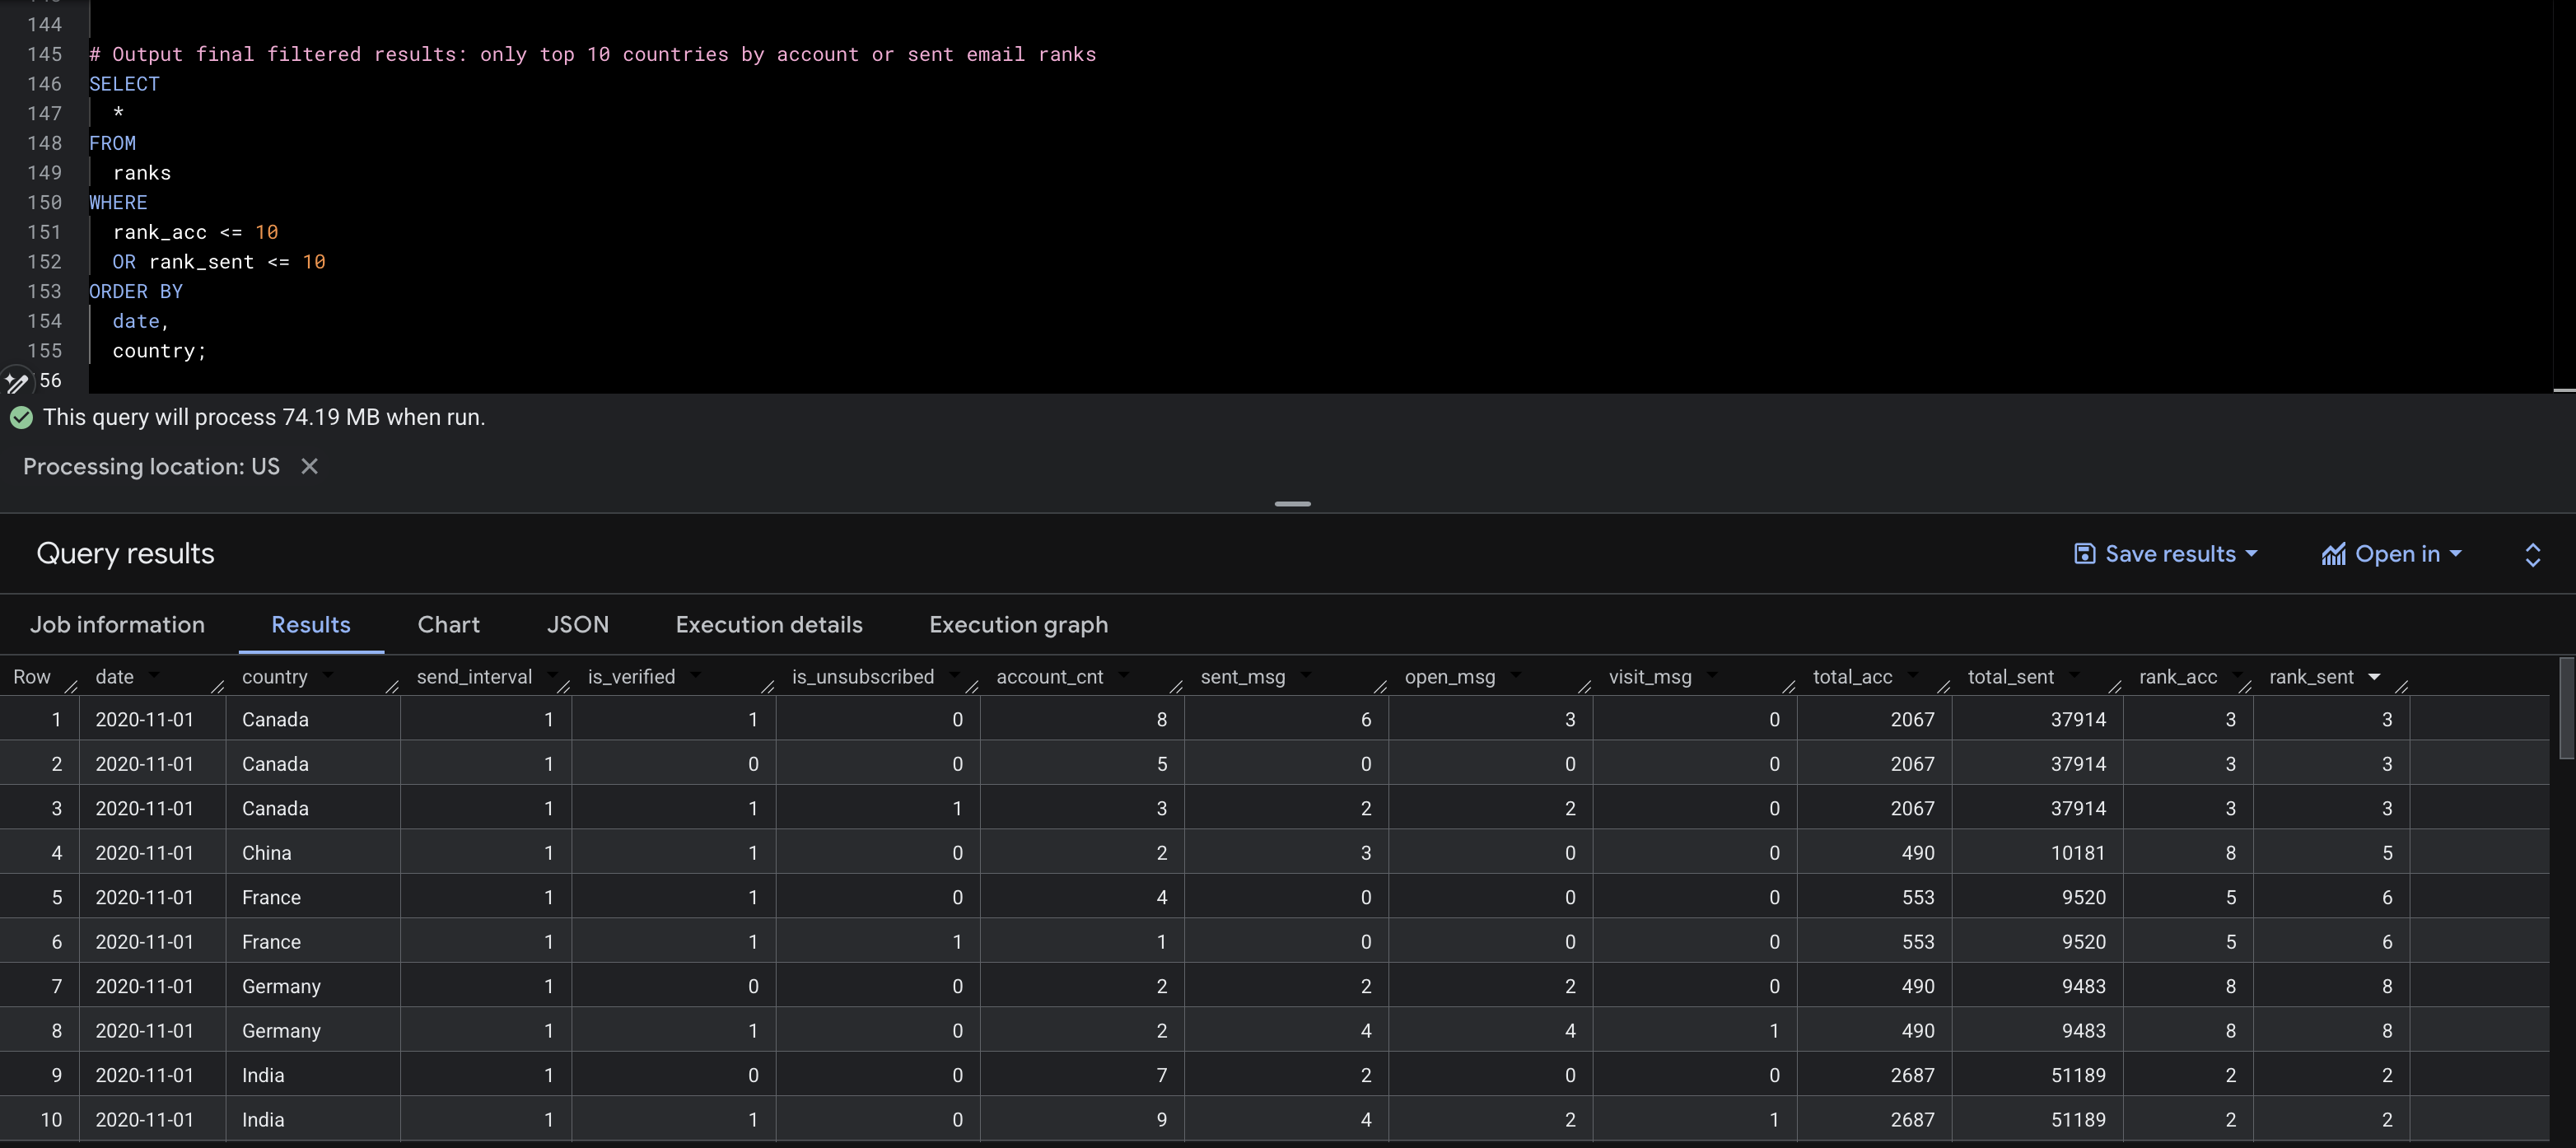 144
145 # Output final filtered results: only top 10 countries by account or sent email ranks
146 SELECT
147 *
148 FROM
149 ranks
150 WHERE
151 rank_acc <= 10
152 OR rank_sent <= 10
153 ORDER BY
154 date,
155 country;
56
This query will process 74.19 MB when run.
Processing location: US
Query results Save results Open in
Job information Results Chart JSON Execution details Execution graph
Row date country send_interval is_verified is_unsubscribed account_cnt sent_msg open_msg visit_msg total_acc total_sent rank_acc rank_sent
1 2020-11-01 Canada 1 1 0 8 6 3 0 2067 37914 3 3
2 2020-11-01 Canada 1 0 0 5 0 0 0 2067 37914 3 3
3 2020-11-01 Canada 1 1 1 3 2 2 0 2067 37914 3 3
4 2020-11-01 China 1 1 0 2 3 0 0 490 10181 8 5
5 2020-11-01 France 1 1 0 4 0 0 0 553 9520 5 6
6 2020-11-01 France 1 1 1 1 0 0 0 553 9520 5 6
7 2020-11-01 Germany 1 0 0 2 2 2 0 490 9483 8 8
8 2020-11-01 Germany 1 1 0 2 4 4 1 490 9483 8 8
9 2020-11-01 India 1 0 0 7 2 0 0 2687 51189 2 2
10 2020-11-01 India 1 1 0 9 4 2 1 2687 51189 2 2